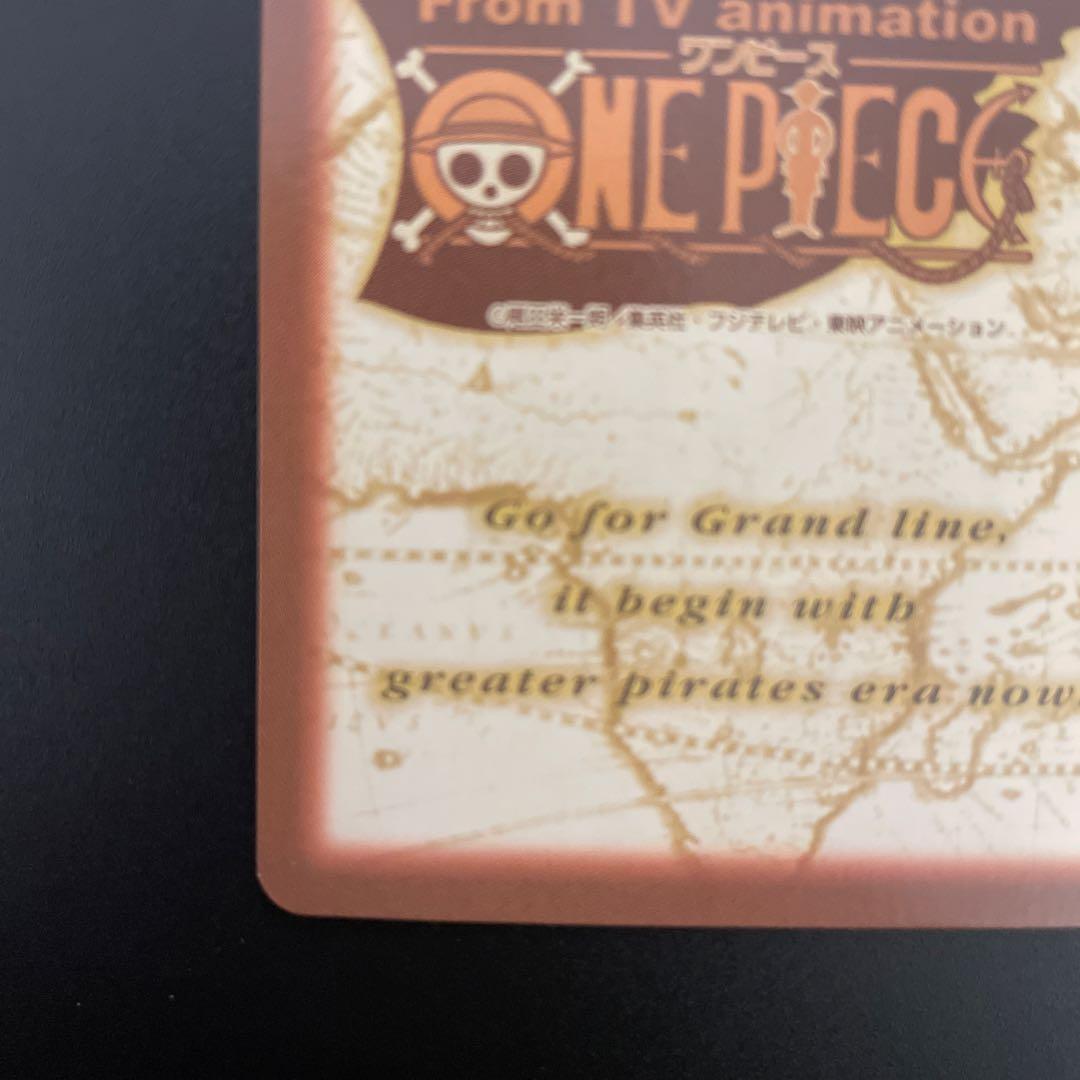 From TV animation
ワンピース
ONE PIECE
©尾田栄一郎／集英社・フジテレビ・東映アニメーション
Go for Grand line,
it begin with
greater pirates era now